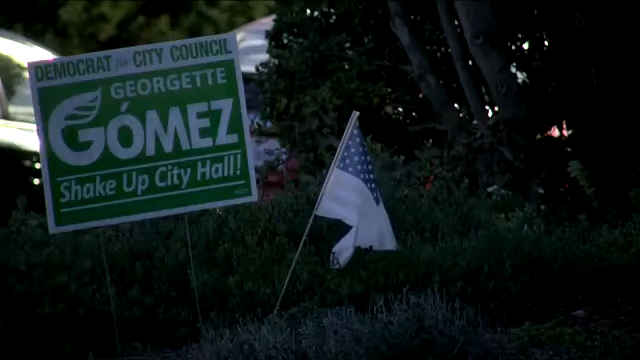 DEMOCRAT for CITY COUNCIL
GEORGETTE
GÓMEZ
Shake Up City Hall!